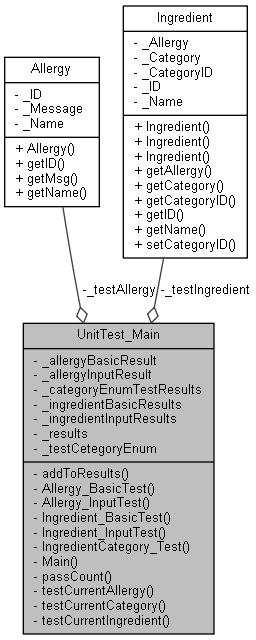 Ingredient
- _Allergy
- _Category
- _CategoryID
- _ID
- _Name
+ Ingredient()
+ Ingredient()
+ Ingredient()
+ getAllergy()
+ getCategory()
+ getCategoryID()
+ getID()
+ getName()
+ setCategoryID()
Allergy
- _ID
- _Message
- _Name
+ Allergy()
+ getID()
+ getMsg()
+ getName()
-_testAllergy
-_testIngredient
UnitTest_Main
- _allergyBasicResult
- _allergyInputResult
- _categoryEnumTestResults
- _ingredientBasicResults
- _ingredientInputResults
- _results
- _testCetegoryEnum
- addToResults()
- Allergy_BasicTest()
- Allergy_InputTest()
- Ingredient_BasicTest()
- Ingredient_InputTest()
- IngredientCategory_Test()
- Main()
- passCount()
- testCurrentAllergy()
- testCurrentCategory()
- testCurrentIngredient()